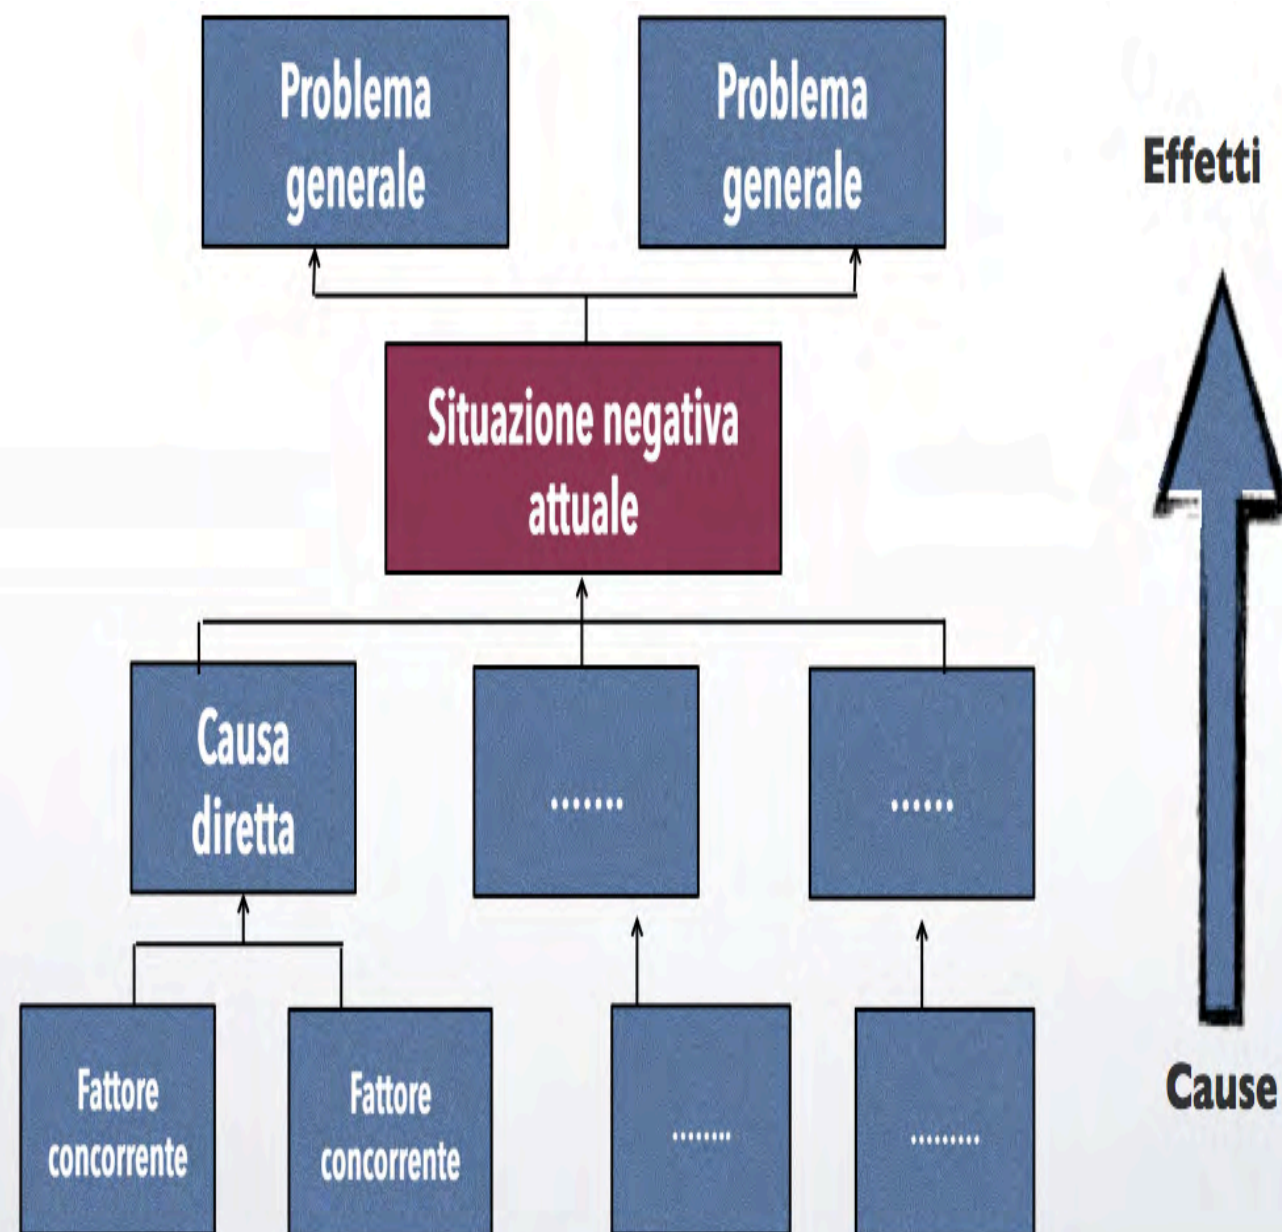 Problema
generale
Problema
generale
Effetti
Situazione negativa
attuale
Causa
diretta
.......
......
Fattore
concorrente
Fattore
concorrente
........
.........
Cause